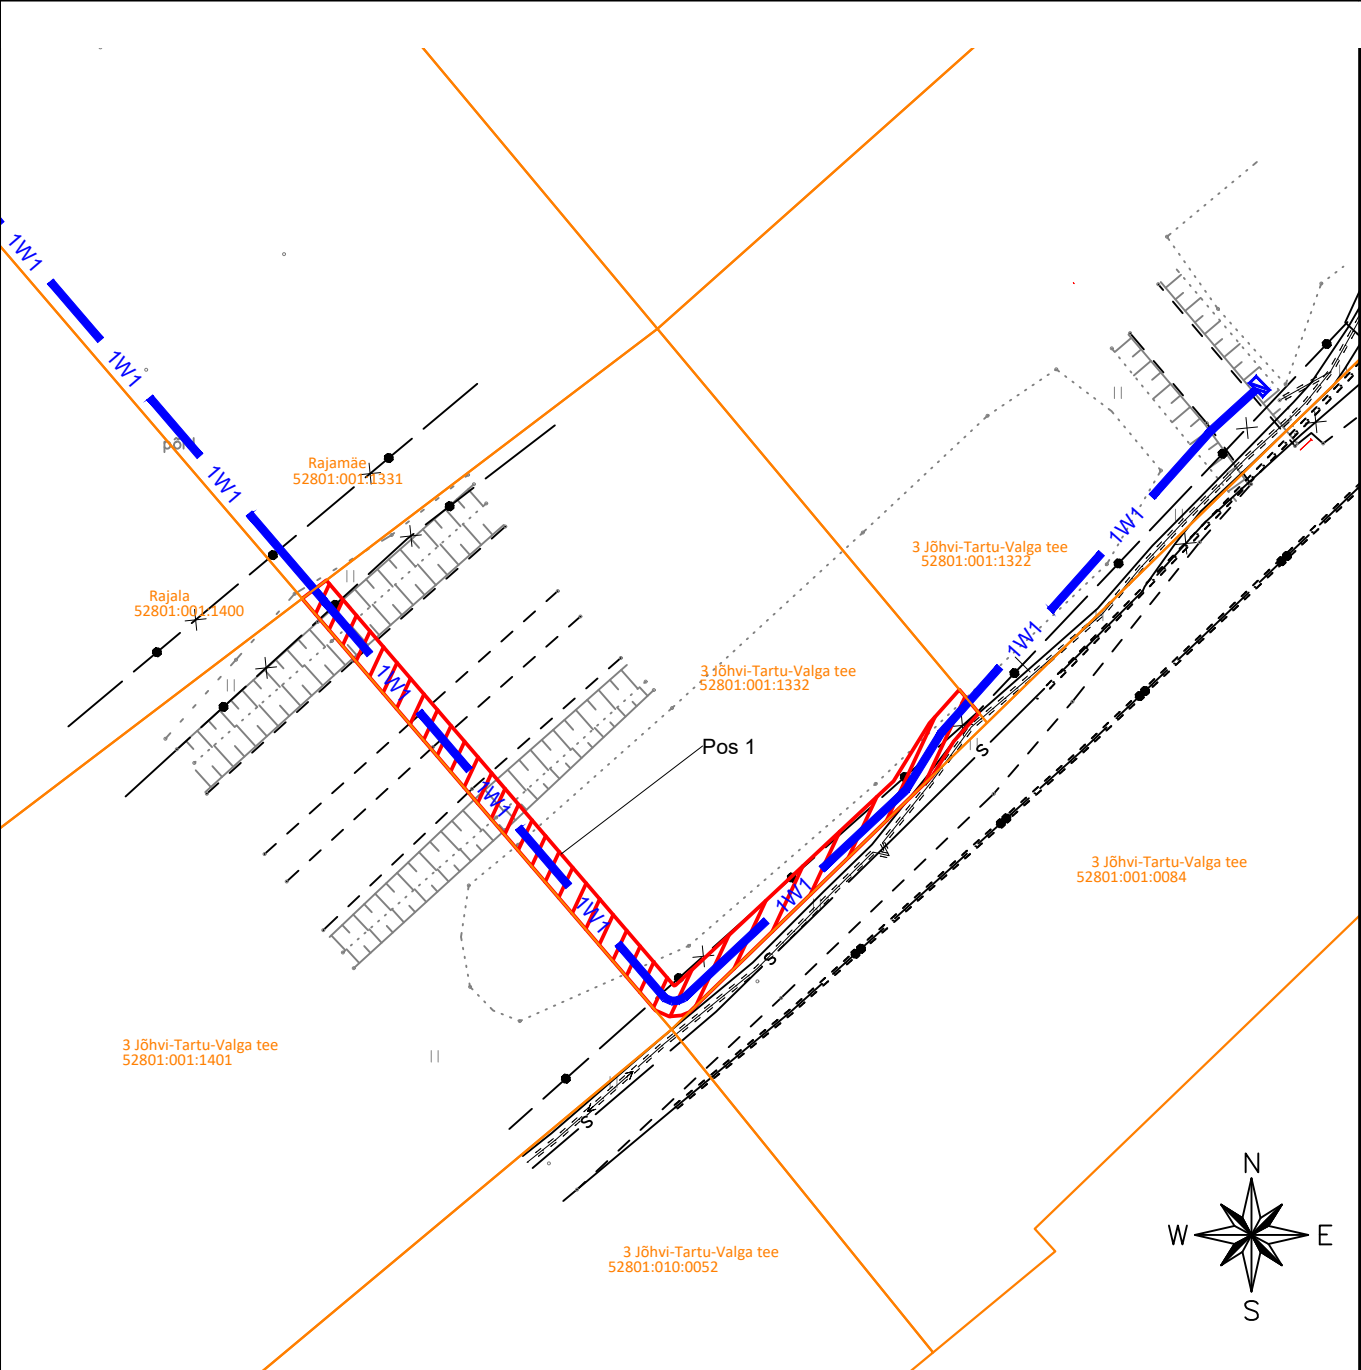 1W1
1W1
põld
Rajamäe
52801:001:1331
1W1
1W1
3 Jõhvi-Tartu-Valga tee
52801:001:1322
Rajala
52801:001:1400
1W1
1W1
3 Jõhvi-Tartu-Valga tee
52801:001:1332
Pos 1
S
1W1
3 Jõhvi-Tartu-Valga tee
52801:001:0084
1W1
1W1
S
3 Jõhvi-Tartu-Valga tee
52801:001:1401
S
N
W
E
S
3 Jõhvi-Tartu-Valga tee
52801:010:0052